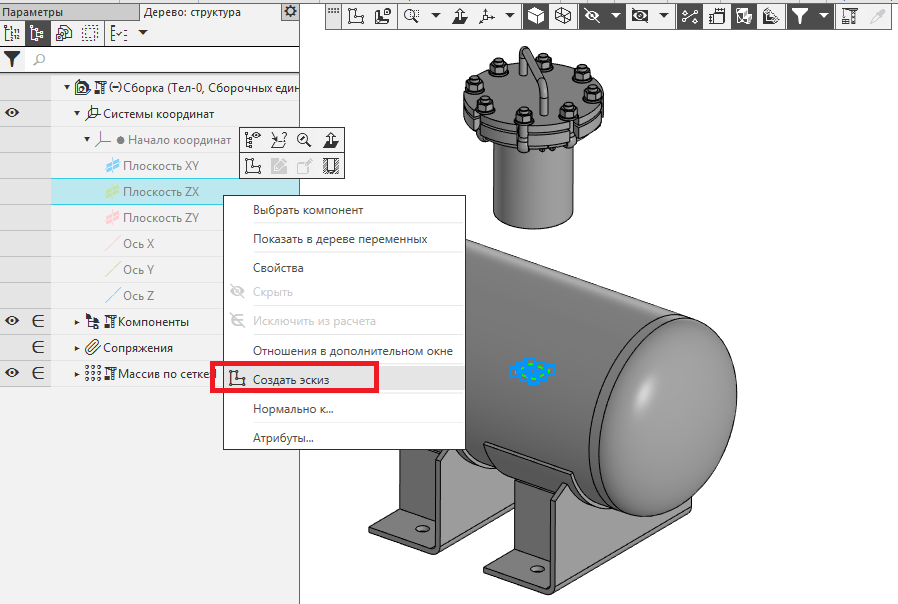 Параметры
Дерево: структура
(-)Сборка (Тел-0, Сборочных един
Системы координат
Начало координат
Плоскость XY
Плоскость ZX
Плоскость ZY
Ось X
Ось Y
Ось Z
Компоненты
Сопряжения
Массив по сетке
Выбрать компонент
Показать в дереве переменных
Свойства
Скрыть
Исключить из расчета
Отношения в дополнительном окне
Создать эскиз
Нормально к...
Атрибуты...